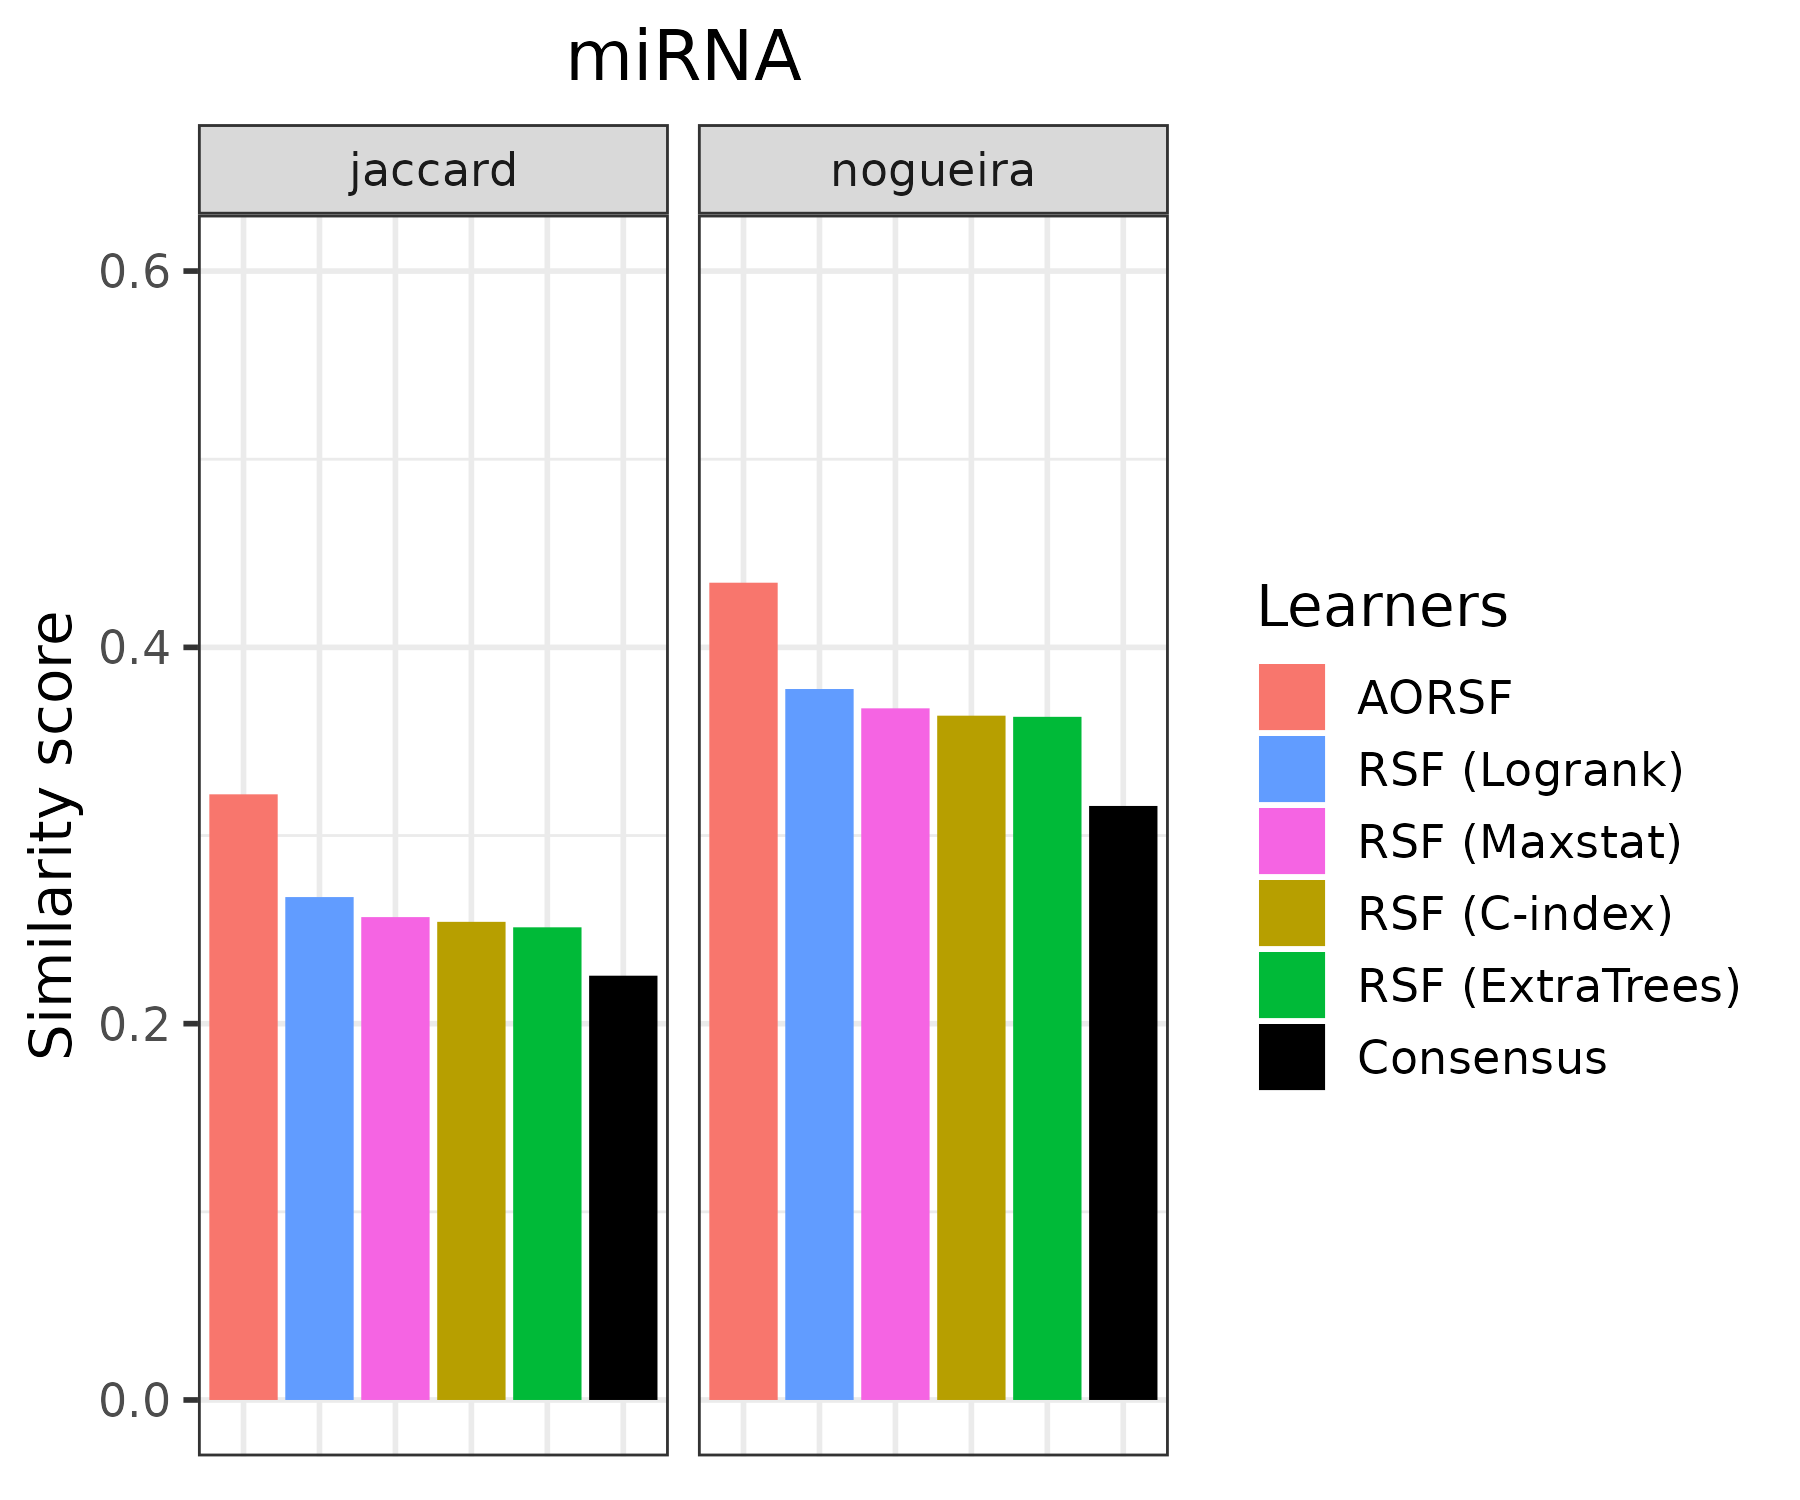 miRNA
jaccard
nogueira
Similarity score
0.6
0.4
0.2
0.0
Learners
AORSF
RSF (Logrank)
RSF (Maxstat)
RSF (C-index)
RSF (ExtraTrees)
Consensus